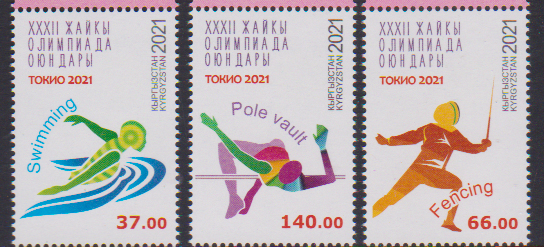 XXXII ЖАЙКЫ
ОЛИМПИАДА
ОЮНДАРЫ
ТОКИО 2021
КЫРГЫЗСТАН
KYRGYZSTAN
2021
Swimming
37.00
XXXII ЖАЙКЫ
ОЛИМПИАДА
ОЮНДАРЫ
ТОКИО 2021
КЫРГЫЗСТАН
KYRGYZSTAN
2021
Pole vault
140.00
XXXII ЖАЙКЫ
ОЛИМПИАДА
ОЮНДАРЫ
ТОКИО 2021
КЫРГЫЗСТАН
KYRGYZSTAN
2021
Fencing
66.00